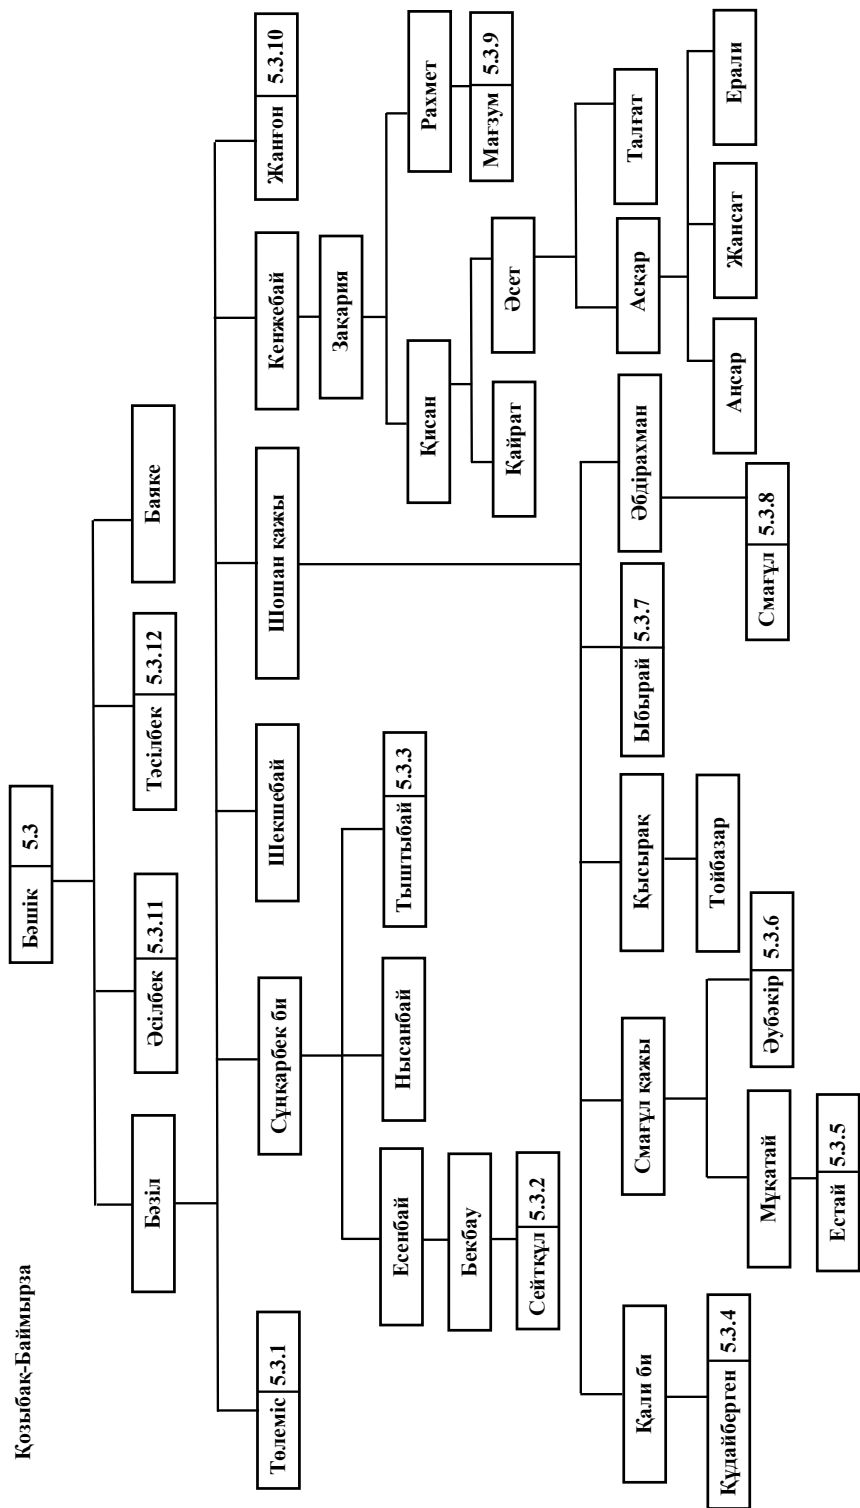 Қозыбақ-Баймырза
Бәшік 5.3
Бәзіл
Әсілбек 5.3.11
Тәсілбек 5.3.12
Баяке
Төлеміс 5.3.1
Сұңқарбек би
Шекшебай
Шошан қажы
Кенжебай
Жанғон 5.3.10
Зақария
Есенбай
Нысанбай
Тыштыбай 5.3.3
Қисан
Рахмет
Бекбау
Мағзум 5.3.9
Қайрат
Әсет
Сейтқұл 5.3.2
Асқар
Талғат
Қали би
Смағұл қажы
Қысырақ
Ыбырай 5.3.7
Әбдірахман
Аңсар
Жансат
Ерали
Құдайберген 5.3.4
Мұқатай
Әубәкір 5.3.6
Тойбазар
Смағұл 5.3.8
Естай 5.3.5